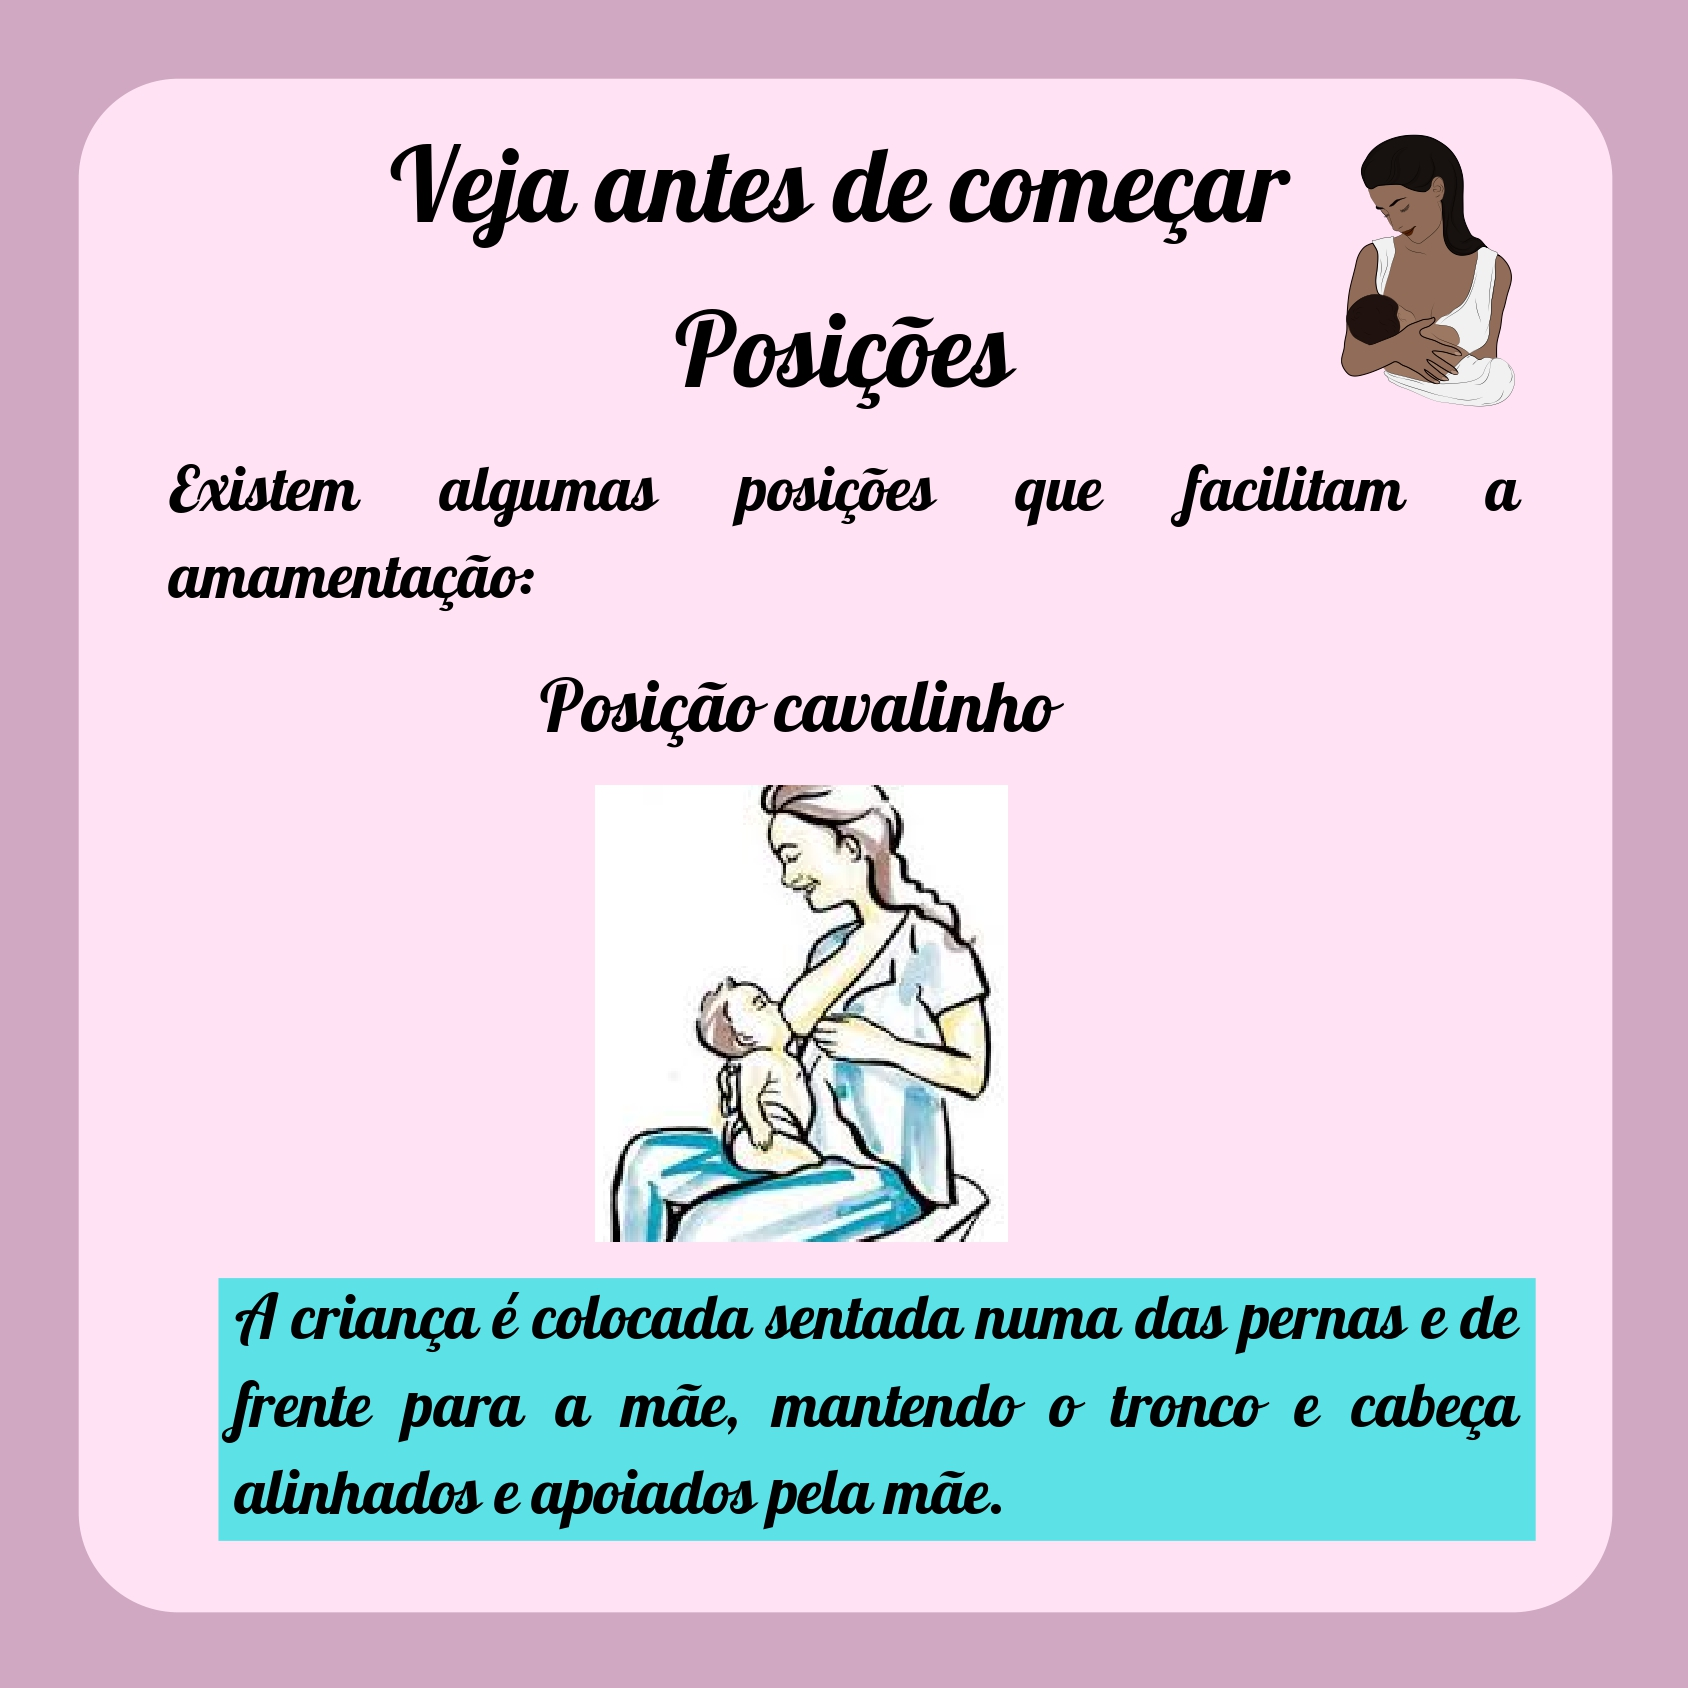 Veja antes de começar
Posições
Existem algumas posições que facilitam a
amamentação:
Posição cavalinho
A criança é colocada sentada numa das pernas e de
frente para a mãe, mantendo o tronco e cabeça
alinhados e apoiados pela mãe.